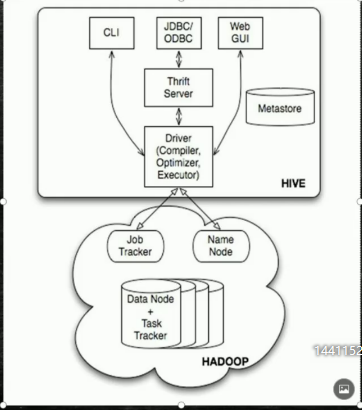 CLI
JDBC/
ODBC
Web
GUI
Thrift
Server
Metastore
Driver
(Compiler,
Optimizer,
Executor)
HIVE
Job
Tracker
Name
Node
Data Node
+
Task
Tracker
HADOOP
1441152